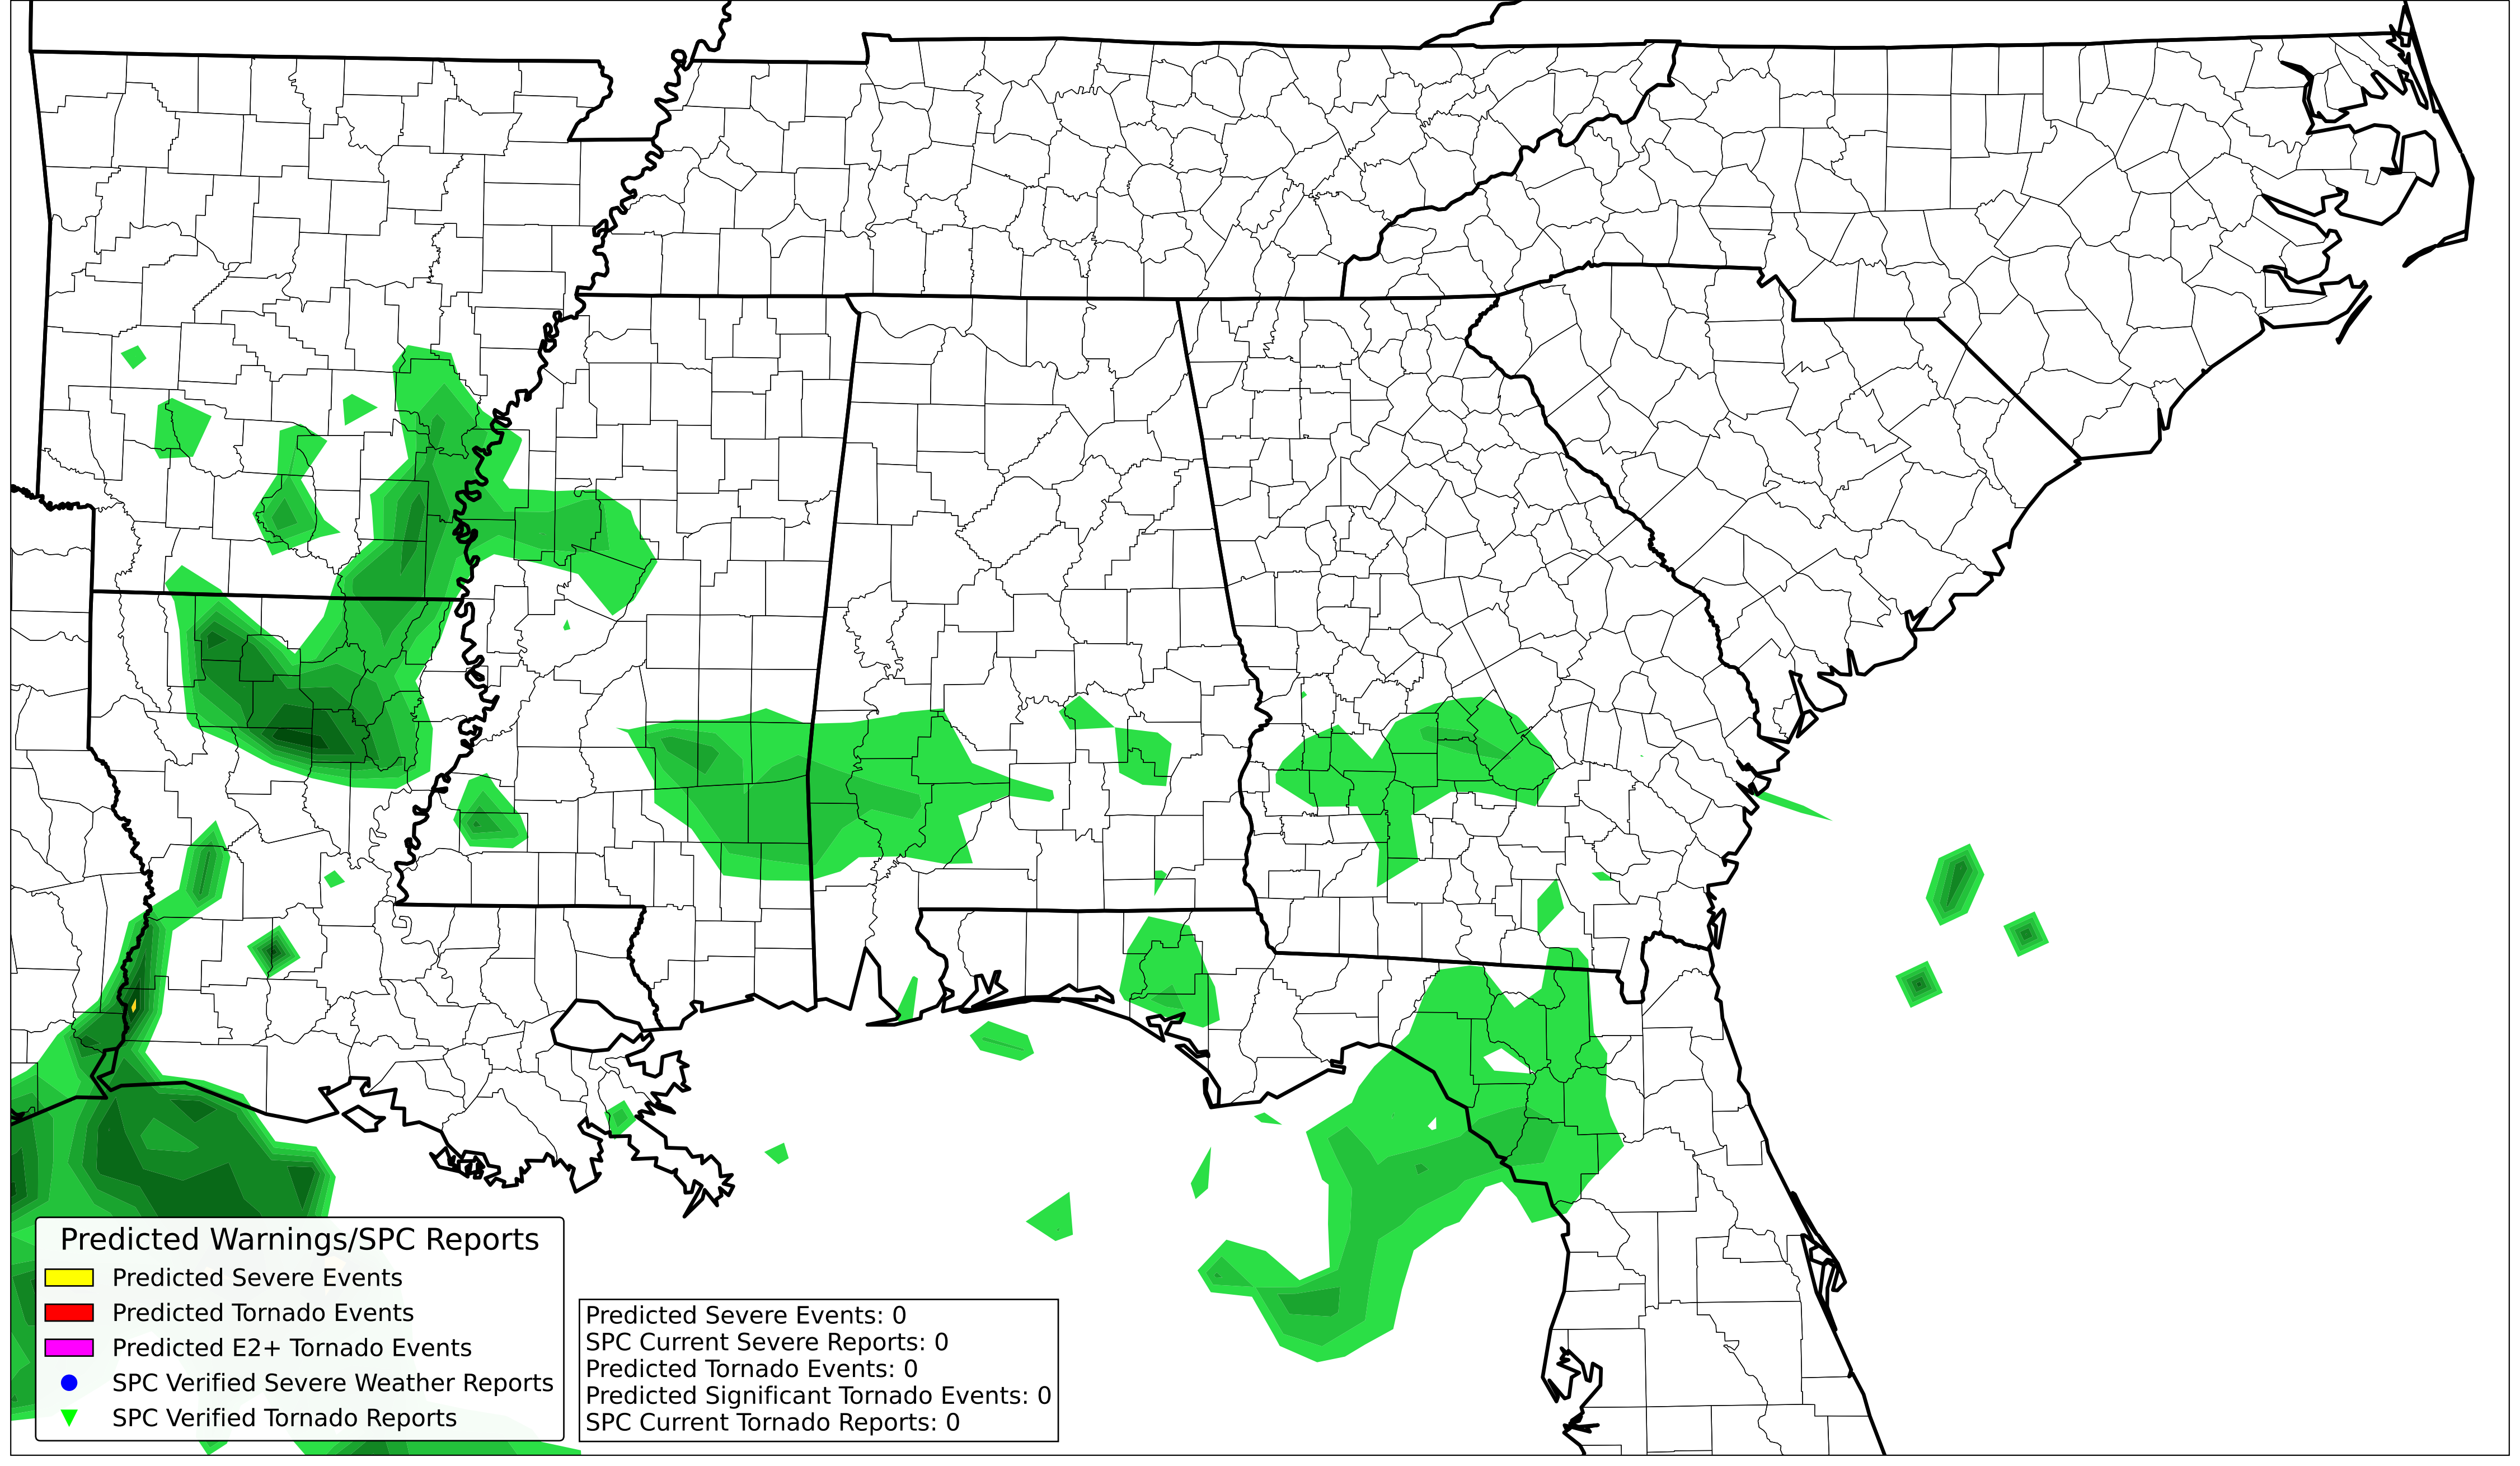 Predicted Warnings/SPC Reports
Predicted Severe Events
Predicted Tornado Events
Predicted E2+ Tornado Events
SPC Verified Severe Weather Reports
SPC Verified Tornado Reports
Predicted Severe Events: 0
SPC Current Severe Reports: 0
Predicted Tornado Events: 0
Predicted Significant Tornado Events: 0
SPC Current Tornado Reports: 0